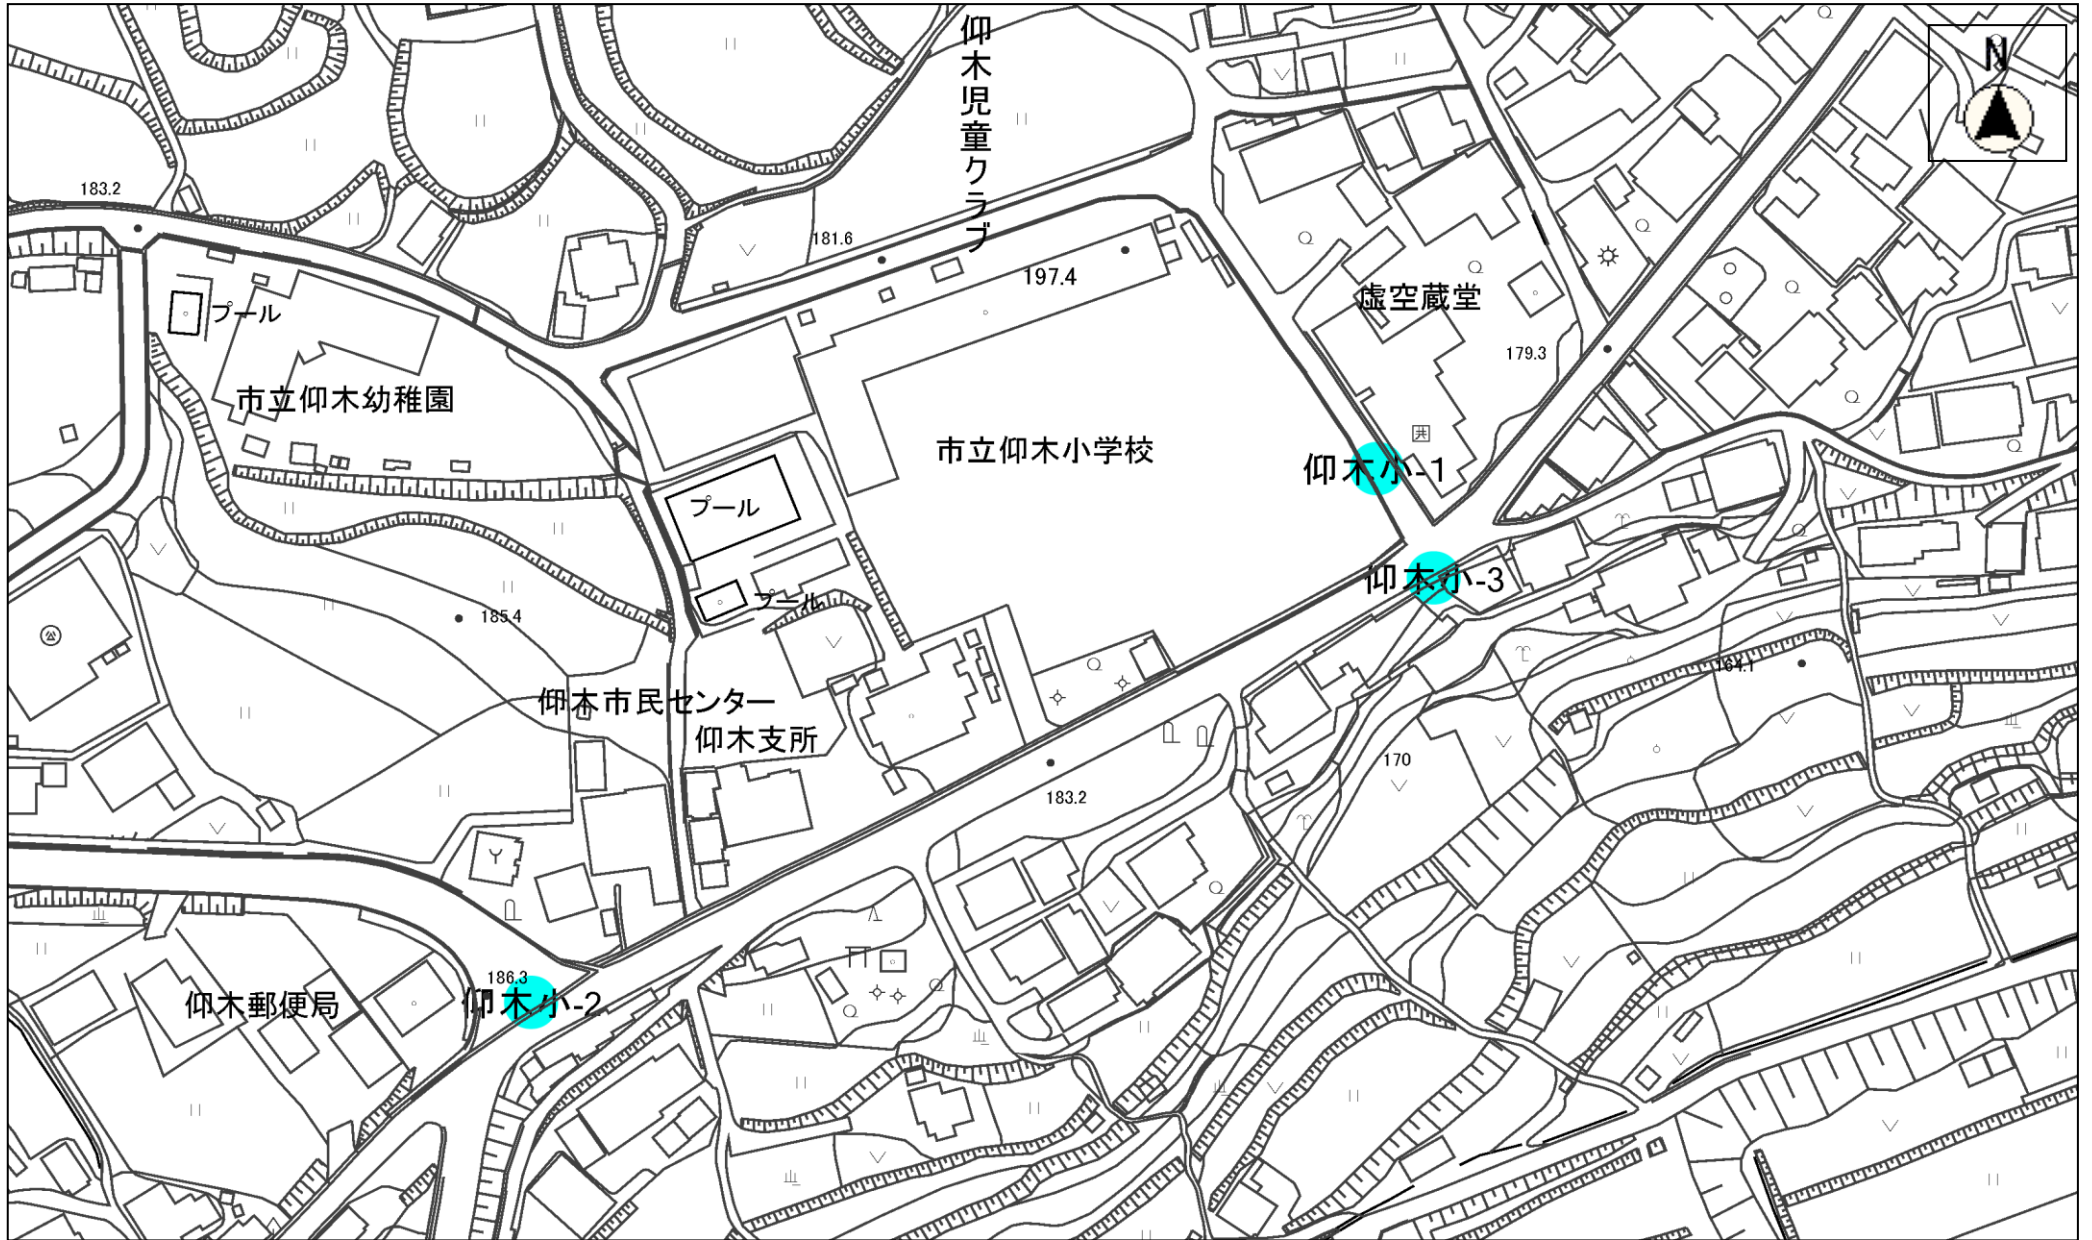 仰木児童クラブ
N
183.2
181.6
197.4
プール
虚空蔵堂
179.3
市立仰木幼稚園
市立仰木小学校
仰木小-1
プール
仰木小-3
プール
185.4
164.1
仰木市民センター
仰木支所
170
183.2
186.3
仰木郵便局
仰木小-2